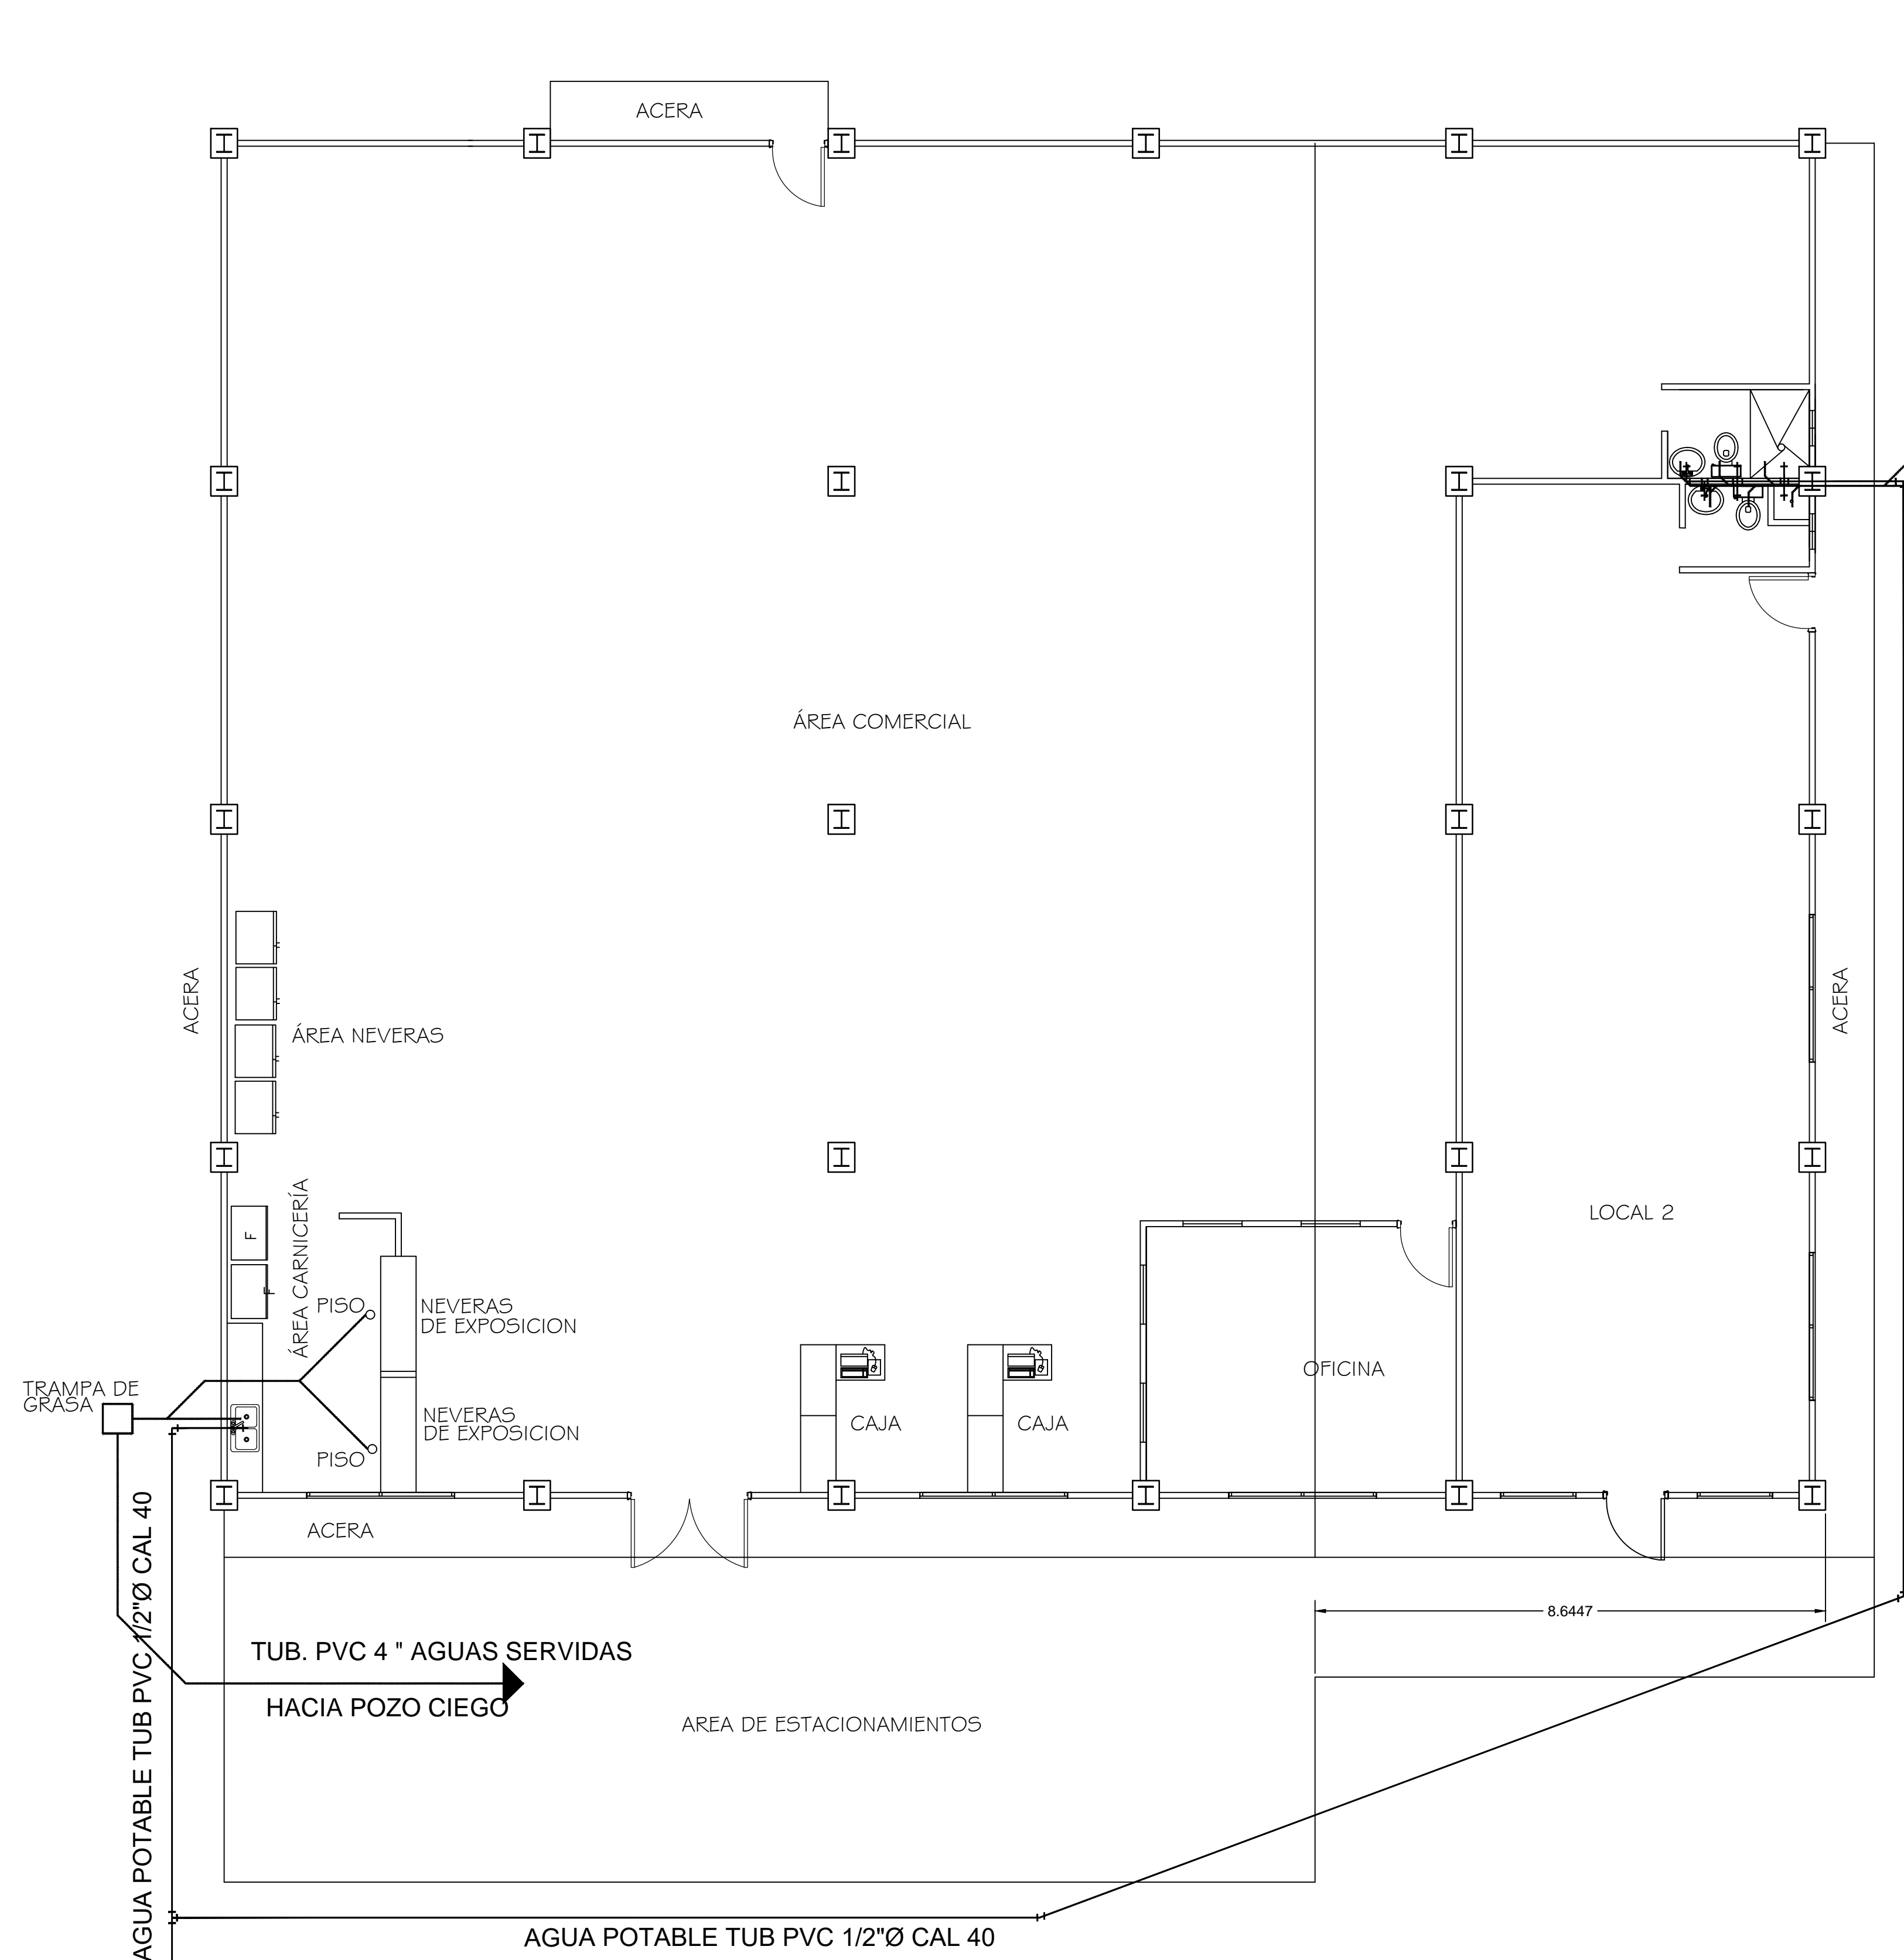 ACERA
ÁREA COMERCIAL
ACERA
ACERA
ÁREA NEVERAS
ÁREA CARNICERÍA
F
F
LOCAL 2
PISO
NEVERAS
DE EXPOSICION
OFICINA
TRAMPA DE
GRASA
NEVERAS
DE EXPOSICION
CAJA
CAJA
PISO
ACERA
8.6447
TUB. PVC 4 " AGUAS SERVIDAS
HACIA POZO CIEGO
AREA DE ESTACIONAMIENTOS
AGUA POTABLE TUB PVC 1/2"Ø CAL 40
AGUA POTABLE TUB PVC 1/2"Ø CAL 40